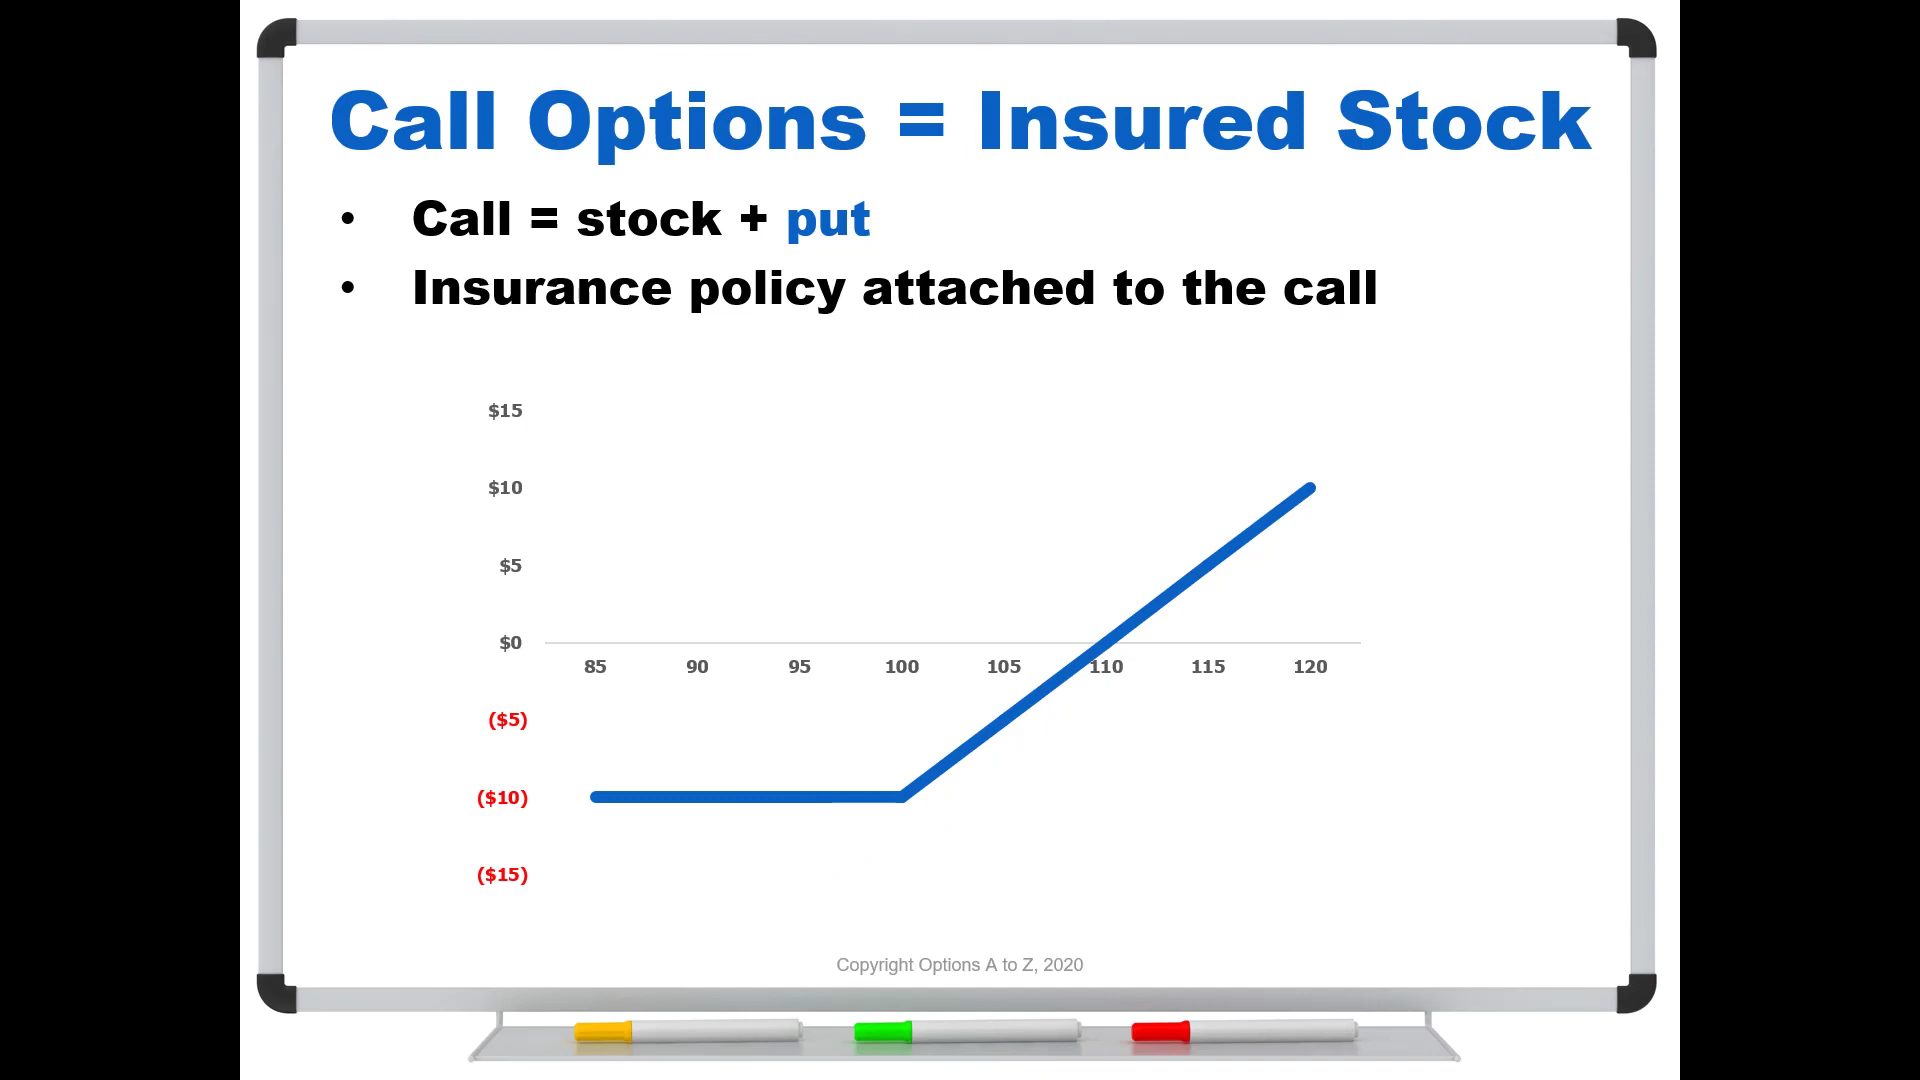 Call Options = Insured Stock
• Call = stock + put
• Insurance policy attached to the call
$15
$10
$5
$0
85 90 95 100 105 110 115 120
($5)
($10)
($15)
Copyright Options A to Z, 2020